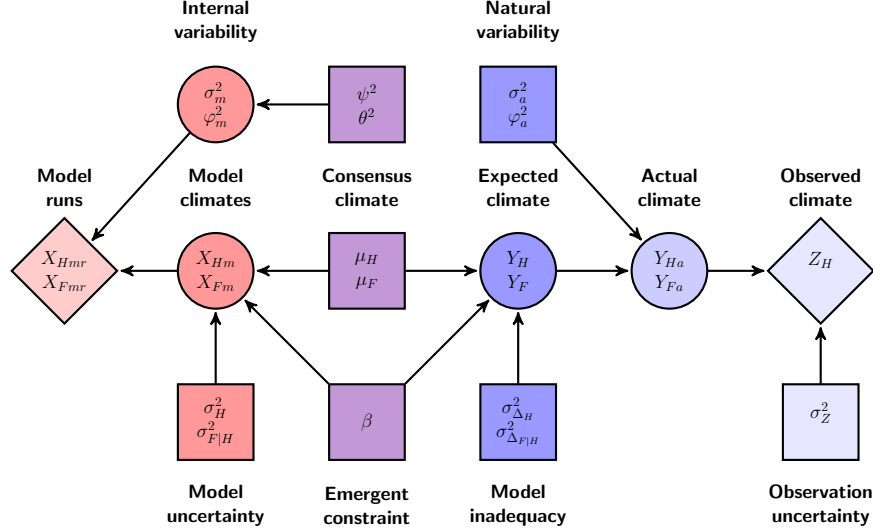 Internal
variability
Natural
variability
σ²_m
φ²_m
ψ²
θ²
σ²_a
φ²_a
Model
runs
Model
climates
Consensus
climate
Expected
climate
Actual
climate
Observed
climate
X_Hmr
X_Fmr
X_Hm
X_Fm
μ_H
μ_F
Y_H
Y_F
Y_Ha
Y_Fa
Z_H
σ²_H
σ²_F|H
β
σ²_Δ_H
σ²_Δ_F|H
σ²_Z
Model
uncertainty
Emergent
constraint
Model
inadequacy
Observation
uncertainty